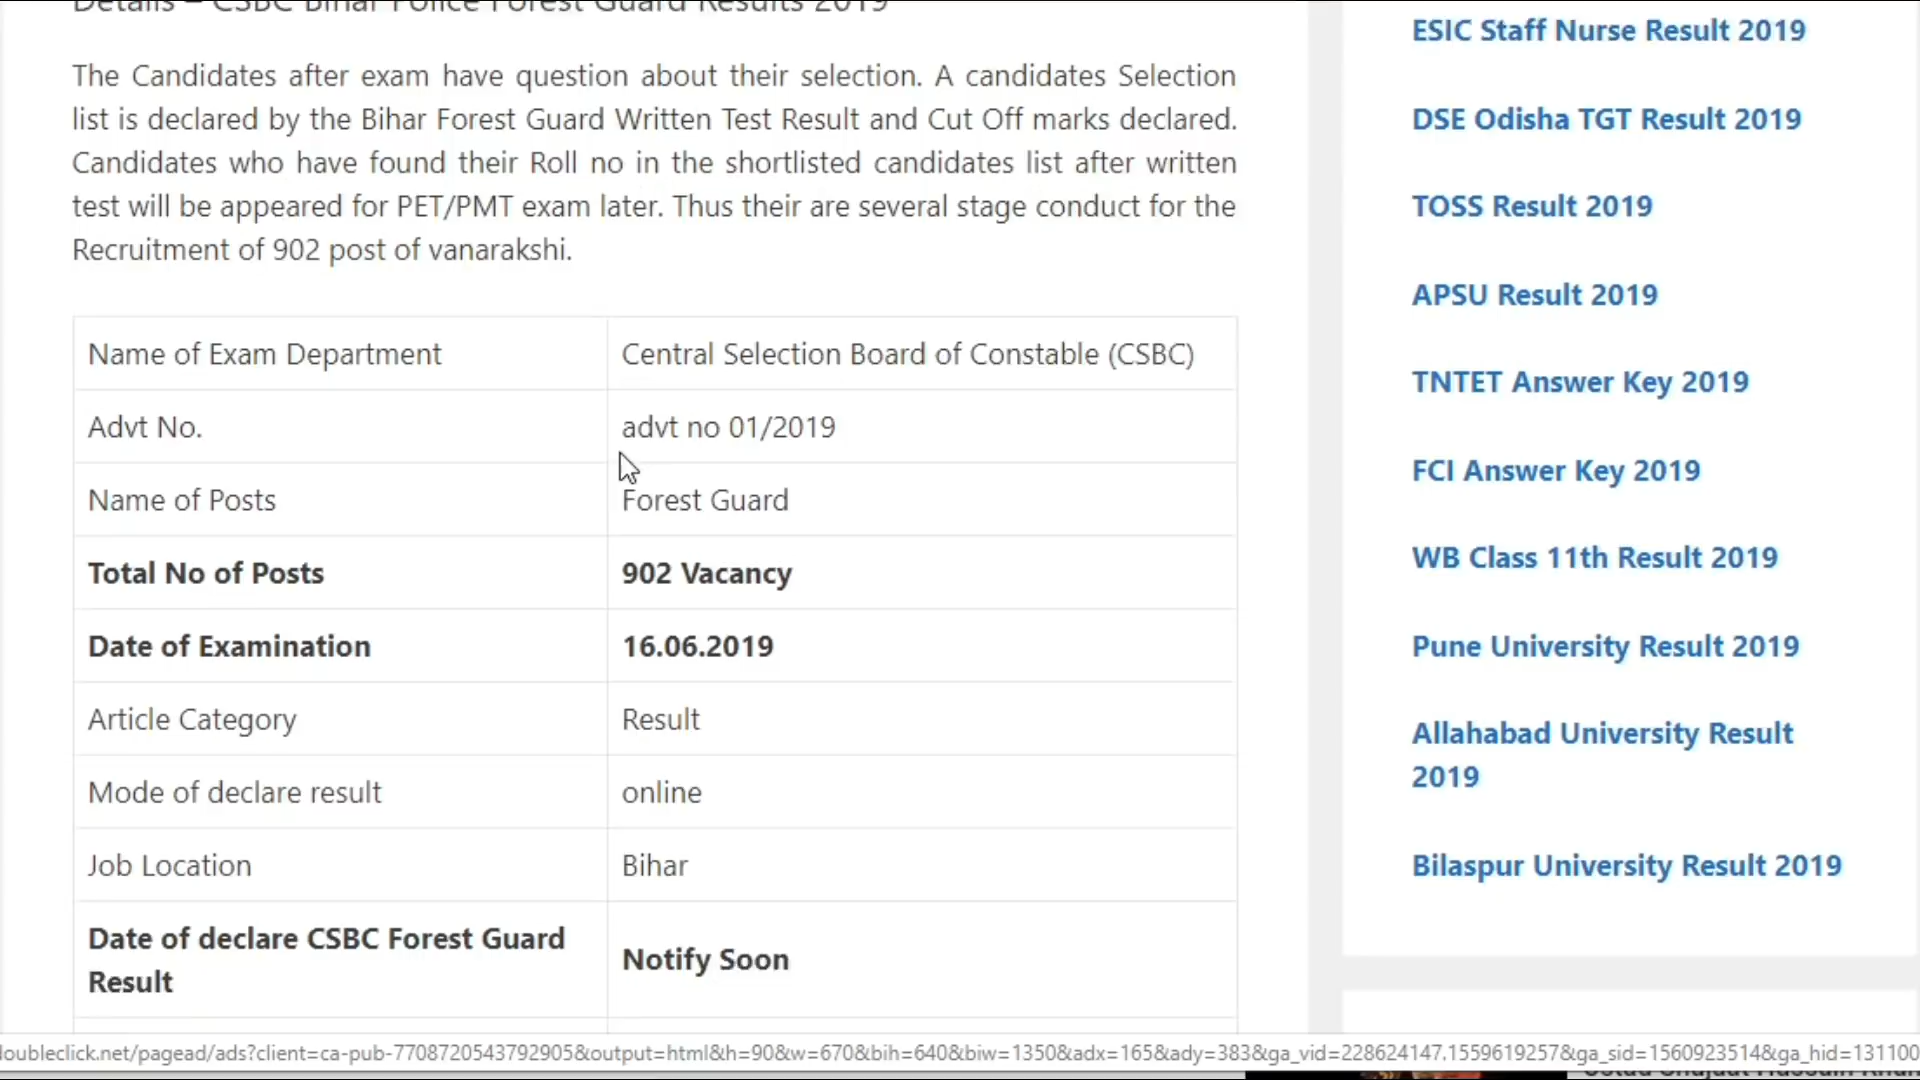 Details – CSBC Bihar Police Forest Guard Results 2019
The Candidates after exam have question about their selection. A candidates Selection
list is declared by the Bihar Forest Guard Written Test Result and Cut Off marks declared.
Candidates who have found their Roll no in the shortlisted candidates list after written
test will be appeared for PET/PMT exam later. Thus their are several stage conduct for the
Recruitment of 902 post of vanarakshi.
Name of Exam Department Central Selection Board of Constable (CSBC)
Advt No. advt no 01/2019
Name of Posts Forest Guard
Total No of Posts 902 Vacancy
Date of Examination 16.06.2019
Article Category Result
Mode of declare result online
Job Location Bihar
Date of declare CSBC Forest Guard
Result
Notify Soon
ESIC Staff Nurse Result 2019
DSE Odisha TGT Result 2019
TOSS Result 2019
APSU Result 2019
TNTET Answer Key 2019
FCI Answer Key 2019
WB Class 11th Result 2019
Pune University Result 2019
Allahabad University Result
2019
Bilaspur University Result 2019
doubleclick.net/pagead/ads?client=ca-pub-7708720543792905&output=html&h=90&w=670&bih=640&biw=1350&adx=165&ady=383&ga_vid=228624147.1559619257&ga_sid=1560923514&ga_hid=131100